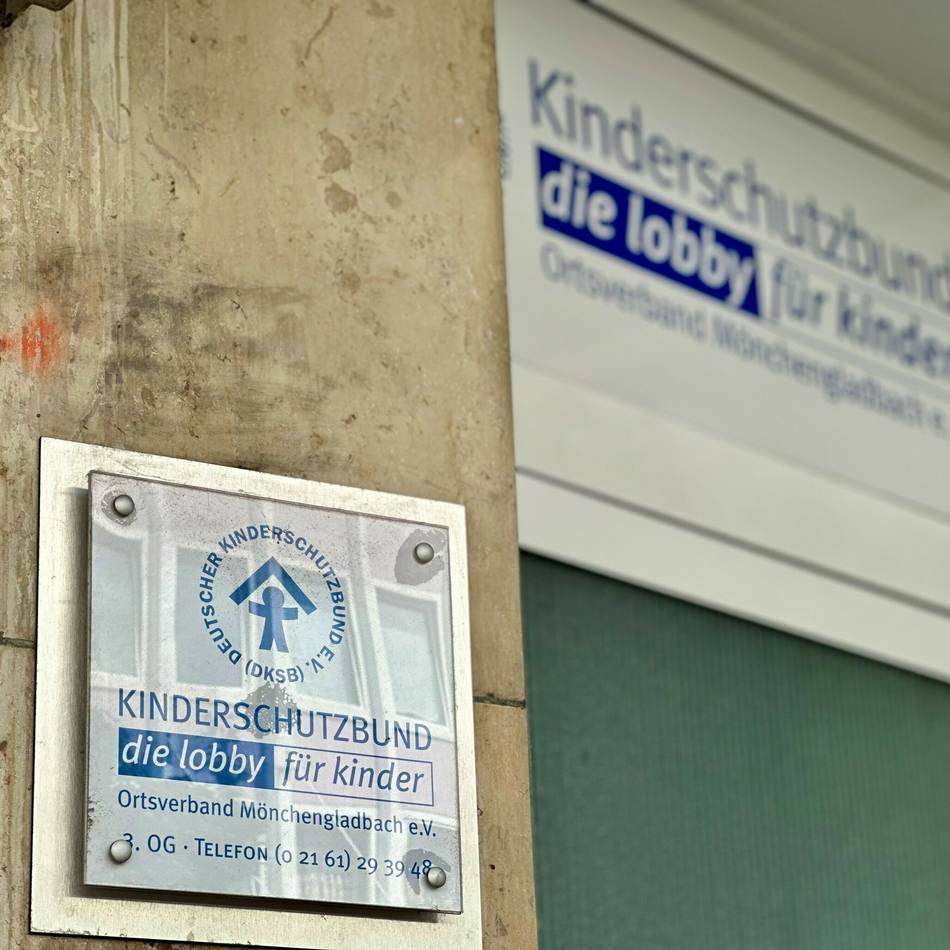 DEUTSCHER KINDERSCHUTZBUND E.V.
(DKSB)
KINDERSCHUTZBUND
die lobby für kinder
Ortsverband Mönchengladbach e.V.
3. OG · TELEFON (0 21 61) 29 39 48
Kinderschutzbund
die lobby für kinder
Ortsverband Mönchengladbach e.